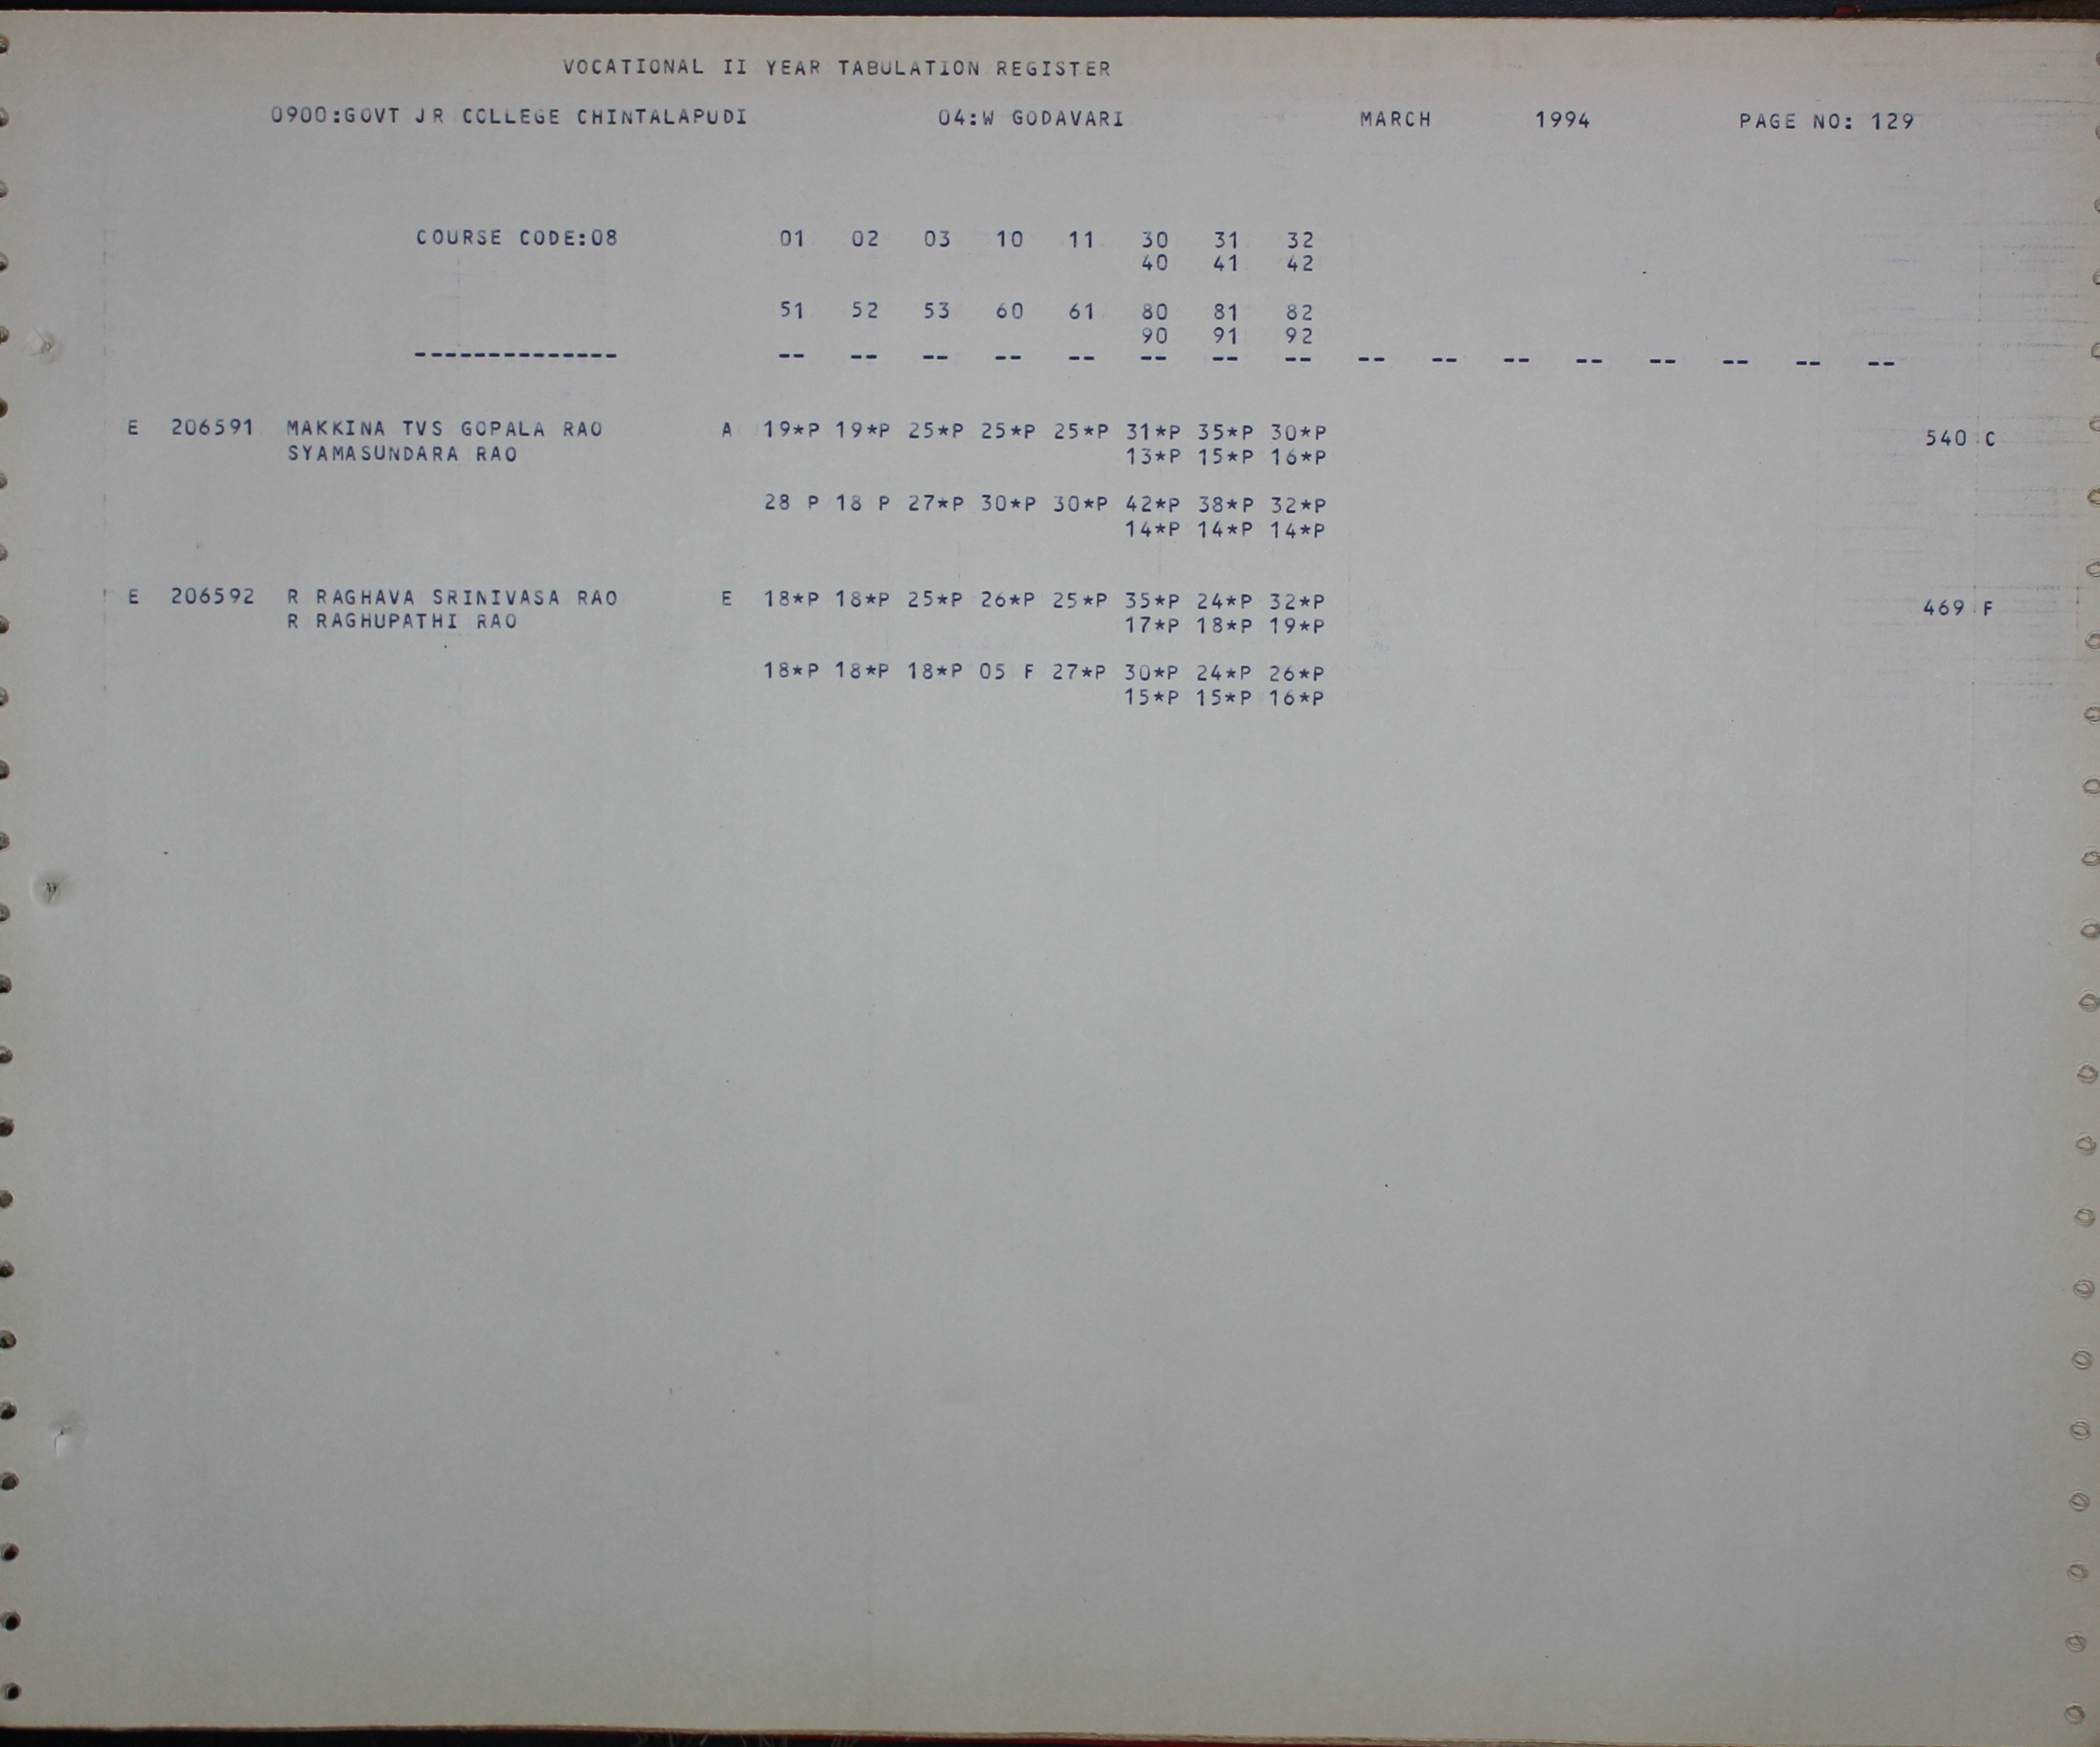 VOCATIONAL II YEAR TABULATION REGISTER
0900:GOVT JR COLLEGE CHINTALAPUDI 04:W GODAVARI MARCH 1994 PAGE NO: 129
COURSE CODE:08 01 02 03 10 11 30 31 32
40 41 42
51 52 53 60 61 80 81 82
90 91 92
-------------- -- -- -- -- -- -- -- -- -- -- -- -- -- -- -- --
E 206591 MAKKINA TVS GOPALA RAO A 19*P 19*P 25*P 25*P 25*P 31*P 35*P 30*P 540 C
SYAMASUNDARA RAO 13*P 15*P 16*P
28 P 18 P 27*P 30*P 30*P 42*P 38*P 32*P
14*P 14*P 14*P
E 206592 R RAGHAVA SRINIVASA RAO E 18*P 18*P 25*P 26*P 25*P 35*P 24*P 32*P 469 F
R RAGHUPATHI RAO 17*P 18*P 19*P
18*P 18*P 18*P 05 F 27*P 30*P 24*P 26*P
15*P 15*P 16*P